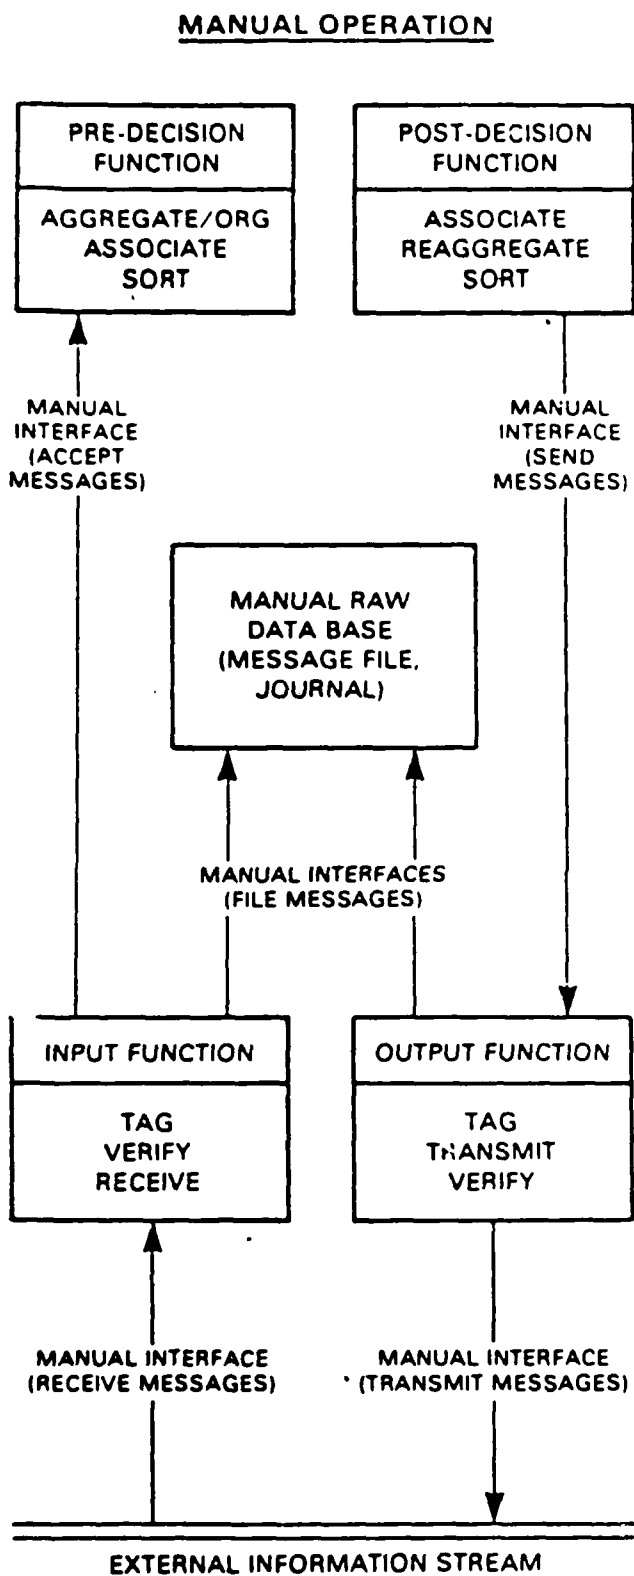 MANUAL OPERATION
PRE-DECISION
FUNCTION
AGGREGATE/ORG
ASSOCIATE
SORT
POST-DECISION
FUNCTION
ASSOCIATE
REAGGREGATE
SORT
MANUAL
INTERFACE
(ACCEPT
MESSAGES)
MANUAL
INTERFACE
(SEND
MESSAGES)
MANUAL RAW
DATA BASE
(MESSAGE FILE,
JOURNAL)
MANUAL INTERFACES
(FILE MESSAGES)
INPUT FUNCTION
TAG
VERIFY
RECEIVE
OUTPUT FUNCTION
TAG
TRANSMIT
VERIFY
MANUAL INTERFACE
(RECEIVE MESSAGES)
MANUAL INTERFACE
(TRANSMIT MESSAGES)
EXTERNAL INFORMATION STREAM